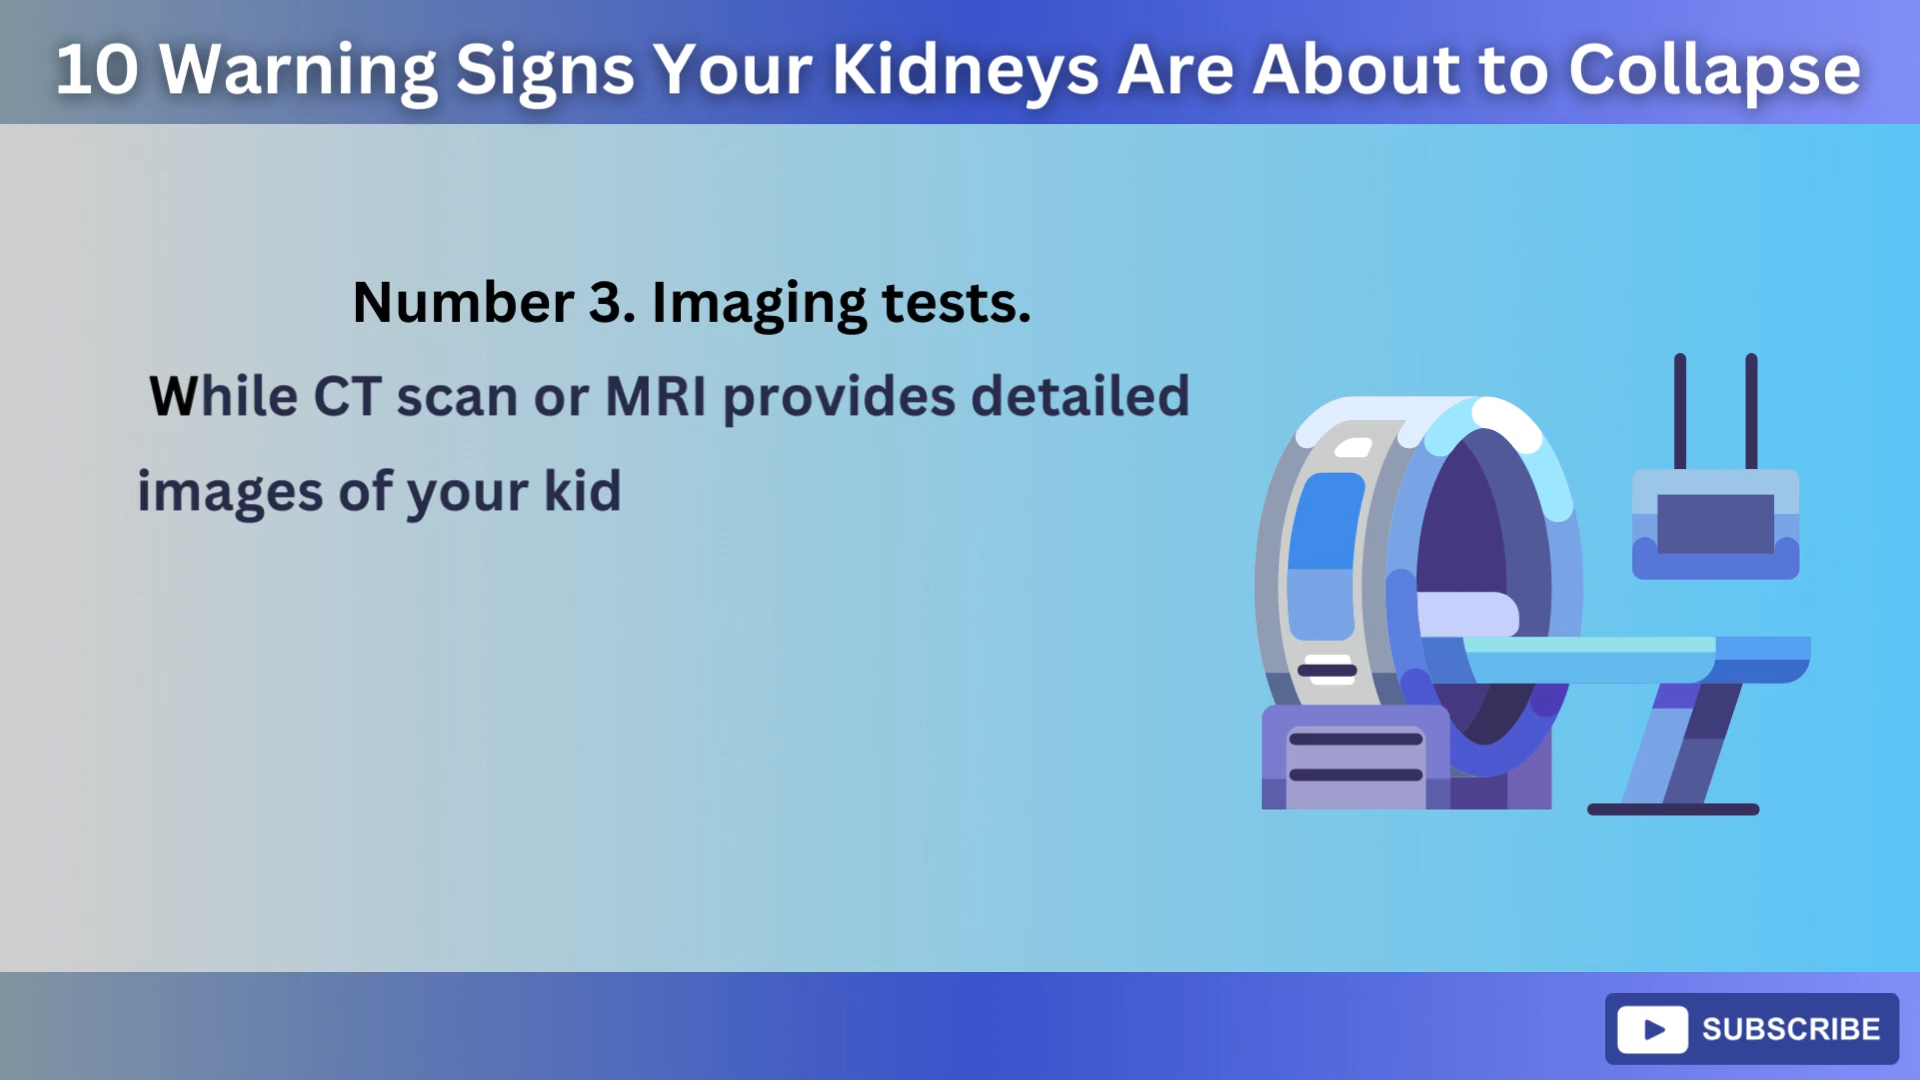 10 Warning Signs Your Kidneys Are About to Collapse
Number 3. Imaging tests.
While CT scan or MRI provides detailed
images of your kid
SUBSCRIBE